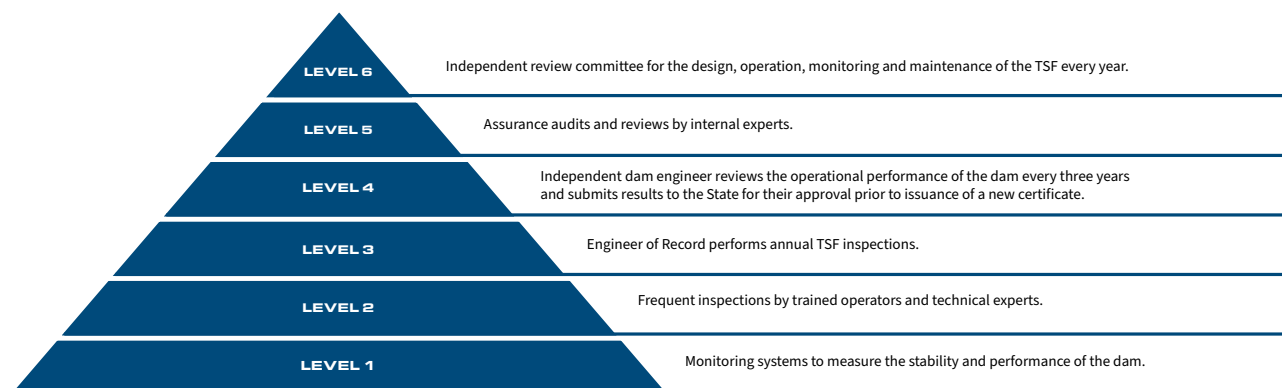 LEVEL 6
Independent review committee for the design, operation, monitoring and maintenance of the TSF every year.
LEVEL 5
Assurance audits and reviews by internal experts.
LEVEL 4
Independent dam engineer reviews the operational performance of the dam every three years
and submits results to the State for their approval prior to issuance of a new certificate.
LEVEL 3
Engineer of Record performs annual TSF inspections.
LEVEL 2
Frequent inspections by trained operators and technical experts.
LEVEL 1
Monitoring systems to measure the stability and performance of the dam.